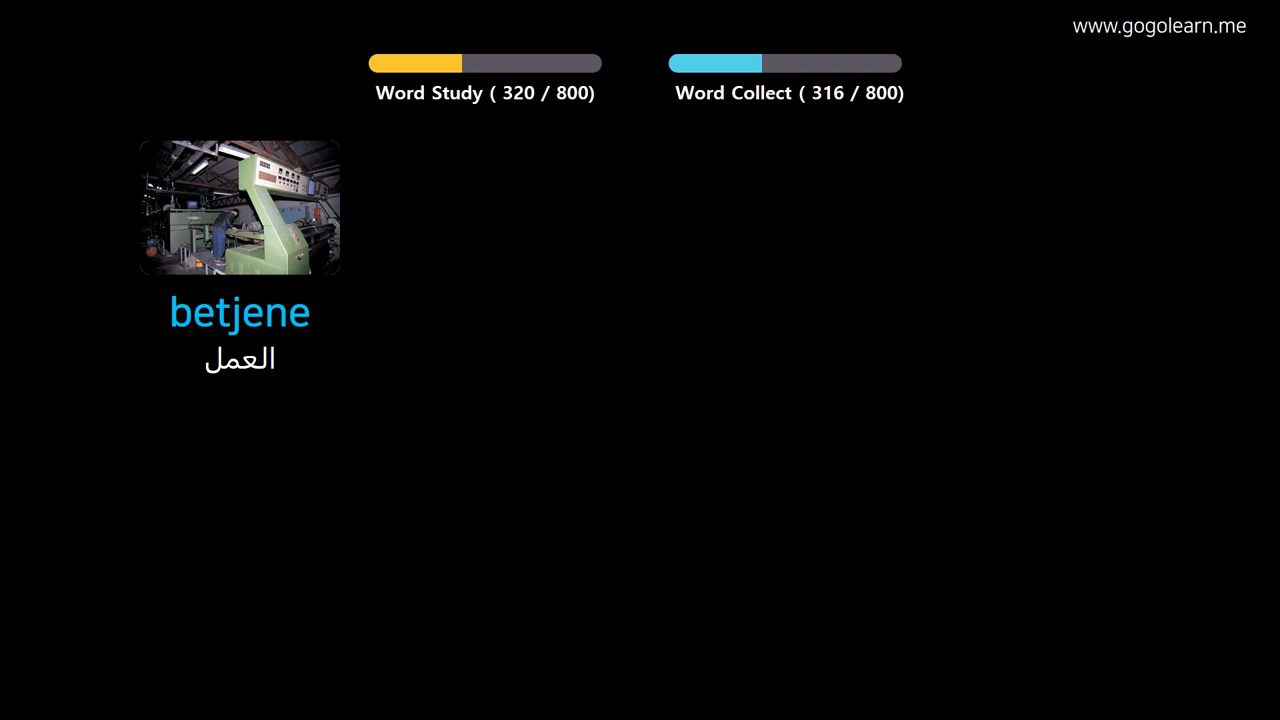 www.gogolearn.me
Word Study ( 320 / 800)
Word Collect ( 316 / 800)
betjene
العمل